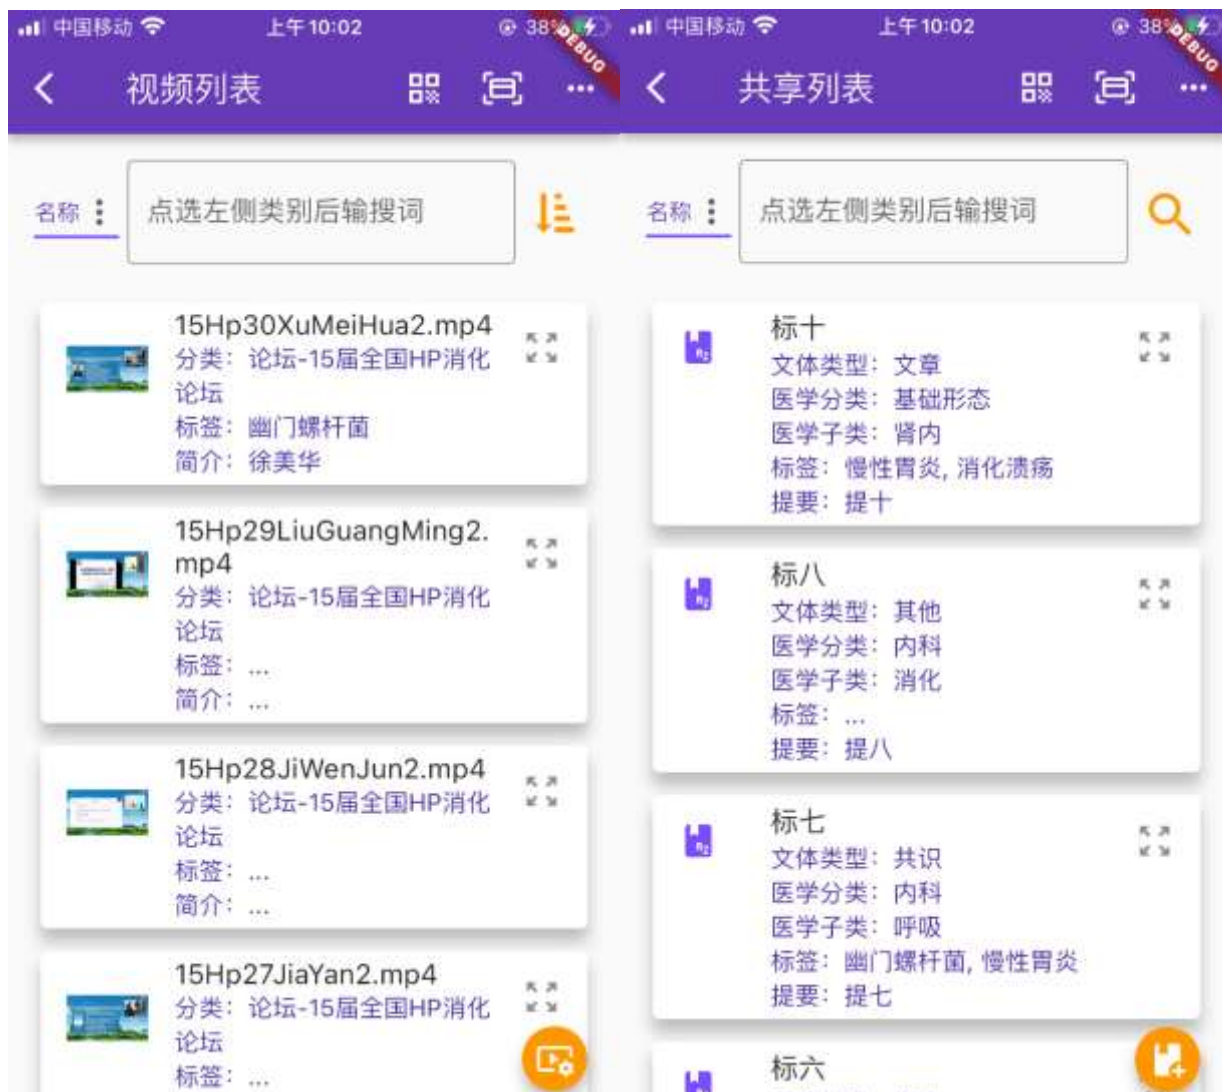 中国移动
上午10:02
38%
DEBUG
视频列表
名称
点选左侧类别后输搜词
15Hp30XuMeiHua2.mp4
分类：论坛-15届全国HP消化
论坛
标签：幽门螺杆菌
简介：徐美华
15Hp29LiuGuangMing2.
mp4
分类：论坛-15届全国HP消化
论坛
标签：...
简介：...
15Hp28JiWenJun2.mp4
分类：论坛-15届全国HP消化
论坛
标签：...
简介：...
15Hp27JiaYan2.mp4
分类：论坛-15届全国HP消化
论坛
标签：...
中国移动
上午10:02
38%
DEBUG
共享列表
名称
点选左侧类别后输搜词
标十
文体类型：文章
医学分类：基础形态
医学子类：肾内
标签：慢性胃炎, 消化溃疡
提要：提十
标八
文体类型：其他
医学分类：内科
医学子类：消化
标签：...
提要：提八
标七
文体类型：共识
医学分类：内科
医学子类：呼吸
标签：幽门螺杆菌, 慢性胃炎
提要：提七
标六